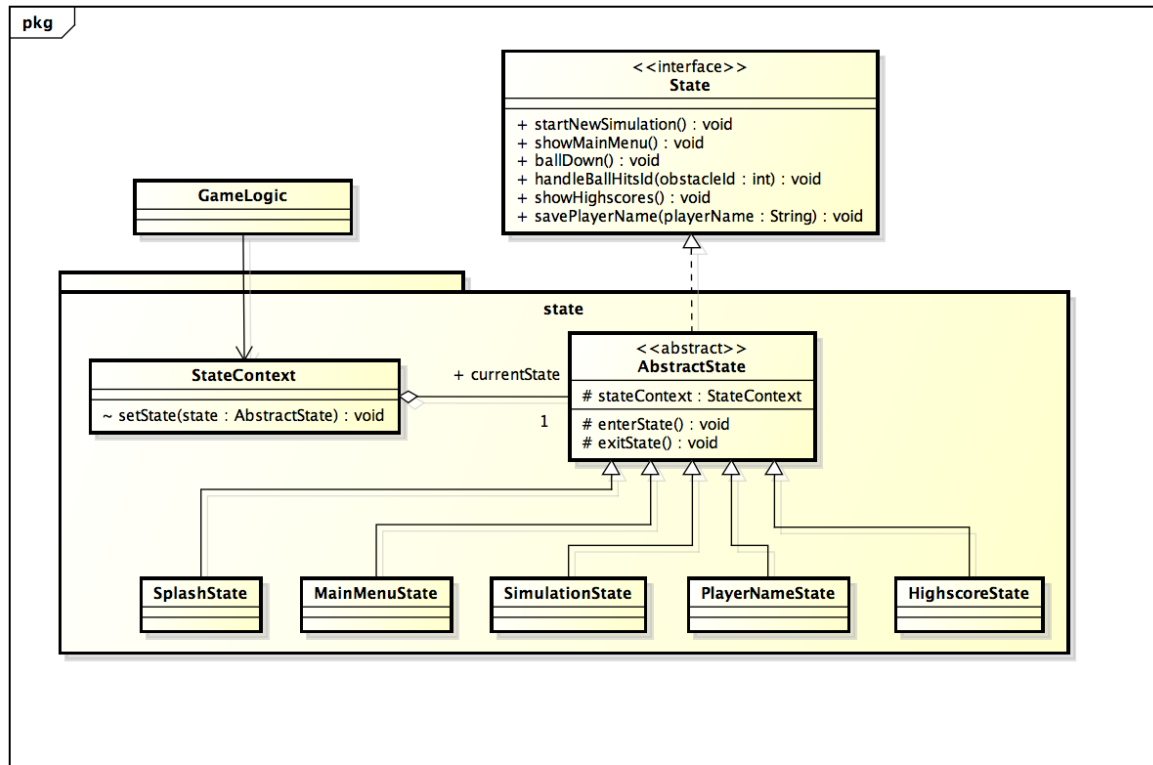 pkg
<<interface>>
State
+ startNewSimulation() : void
+ showMainMenu() : void
+ ballDown() : void
+ handleBallHitsId(obstacleId : int) : void
+ showHighscores() : void
+ savePlayerName(playerName : String) : void
GameLogic
state
StateContext
~ setState(state : AbstractState) : void
+ currentState
1
<<abstract>>
AbstractState
# stateContext : StateContext
# enterState() : void
# exitState() : void
SplashState
MainMenuState
SimulationState
PlayerNameState
HighscoreState